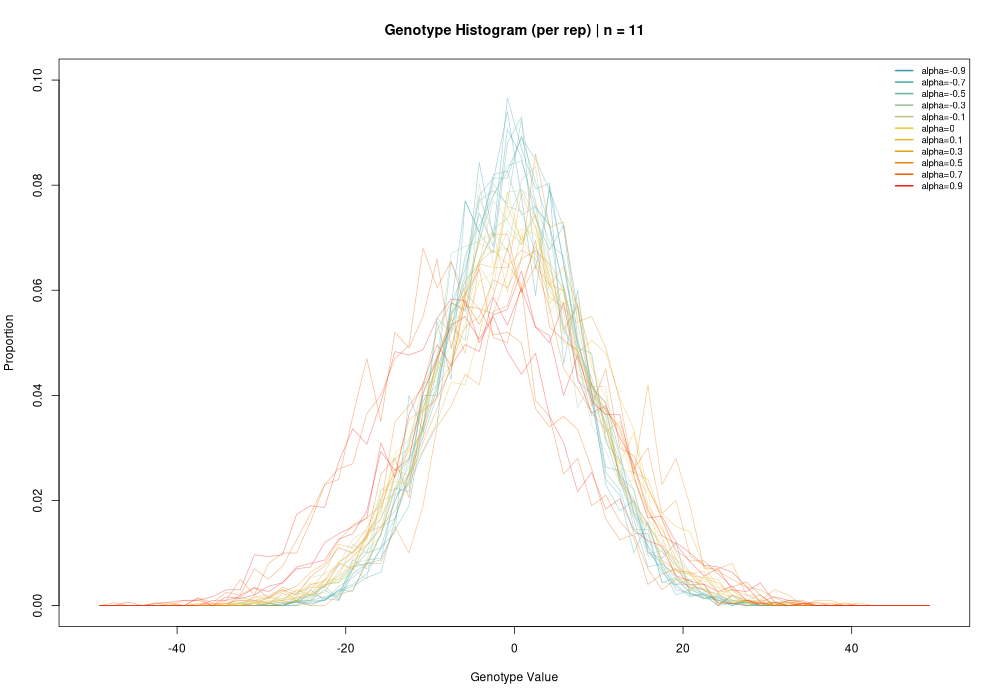 Genotype Histogram (per rep) | n = 11
Proportion
0.10
0.08
0.06
0.04
0.02
0.00
alpha=-0.9
alpha=-0.7
alpha=-0.5
alpha=-0.3
alpha=-0.1
alpha=0
alpha=0.1
alpha=0.3
alpha=0.5
alpha=0.7
alpha=0.9
-40 -20 0 20 40
Genotype Value